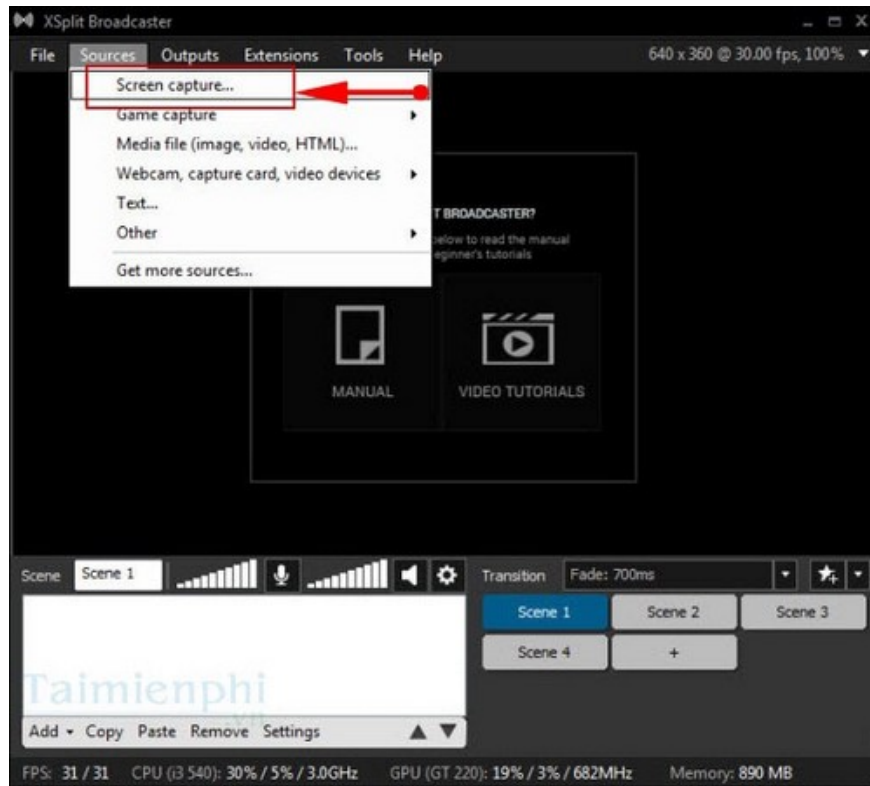 XSplit Broadcaster
File Sources Outputs Extensions Tools Help 640 x 360 @ 30.00 fps, 100%
Screen capture...
Game capture
Media file (image, video, HTML)...
Webcam, capture card, video devices
Text...
Other
Get more sources...
T BROADCASTER?
below to read the manual
eginner's tutorials
MANUAL VIDEO TUTORIALS
Scene Scene 1 Transition Fade: 700ms
Scene 1 Scene 2 Scene 3
Scene 4 +
Taimienphi
.vn
Add Copy Paste Remove Settings
FPS: 31 / 31 CPU (i3 540): 30% / 5% / 3.0GHz GPU (GT 220): 19% / 3% / 682MHz Memory: 890 MB